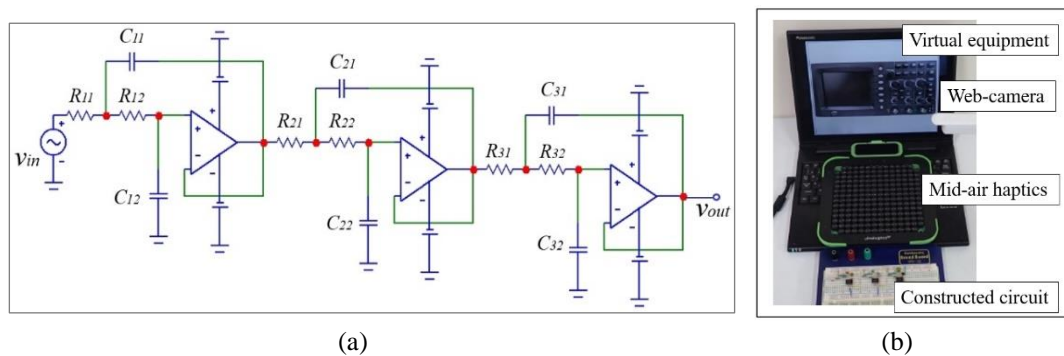 C11
R11
R12
C12
vin
+
-
+
-
C21
R21
R22
C22
+
-
C31
R31
R32
C32
+
-
vout
Virtual equipment
Web-camera
Mid-air haptics
Constructed circuit
Panasonic
(a)
(b)